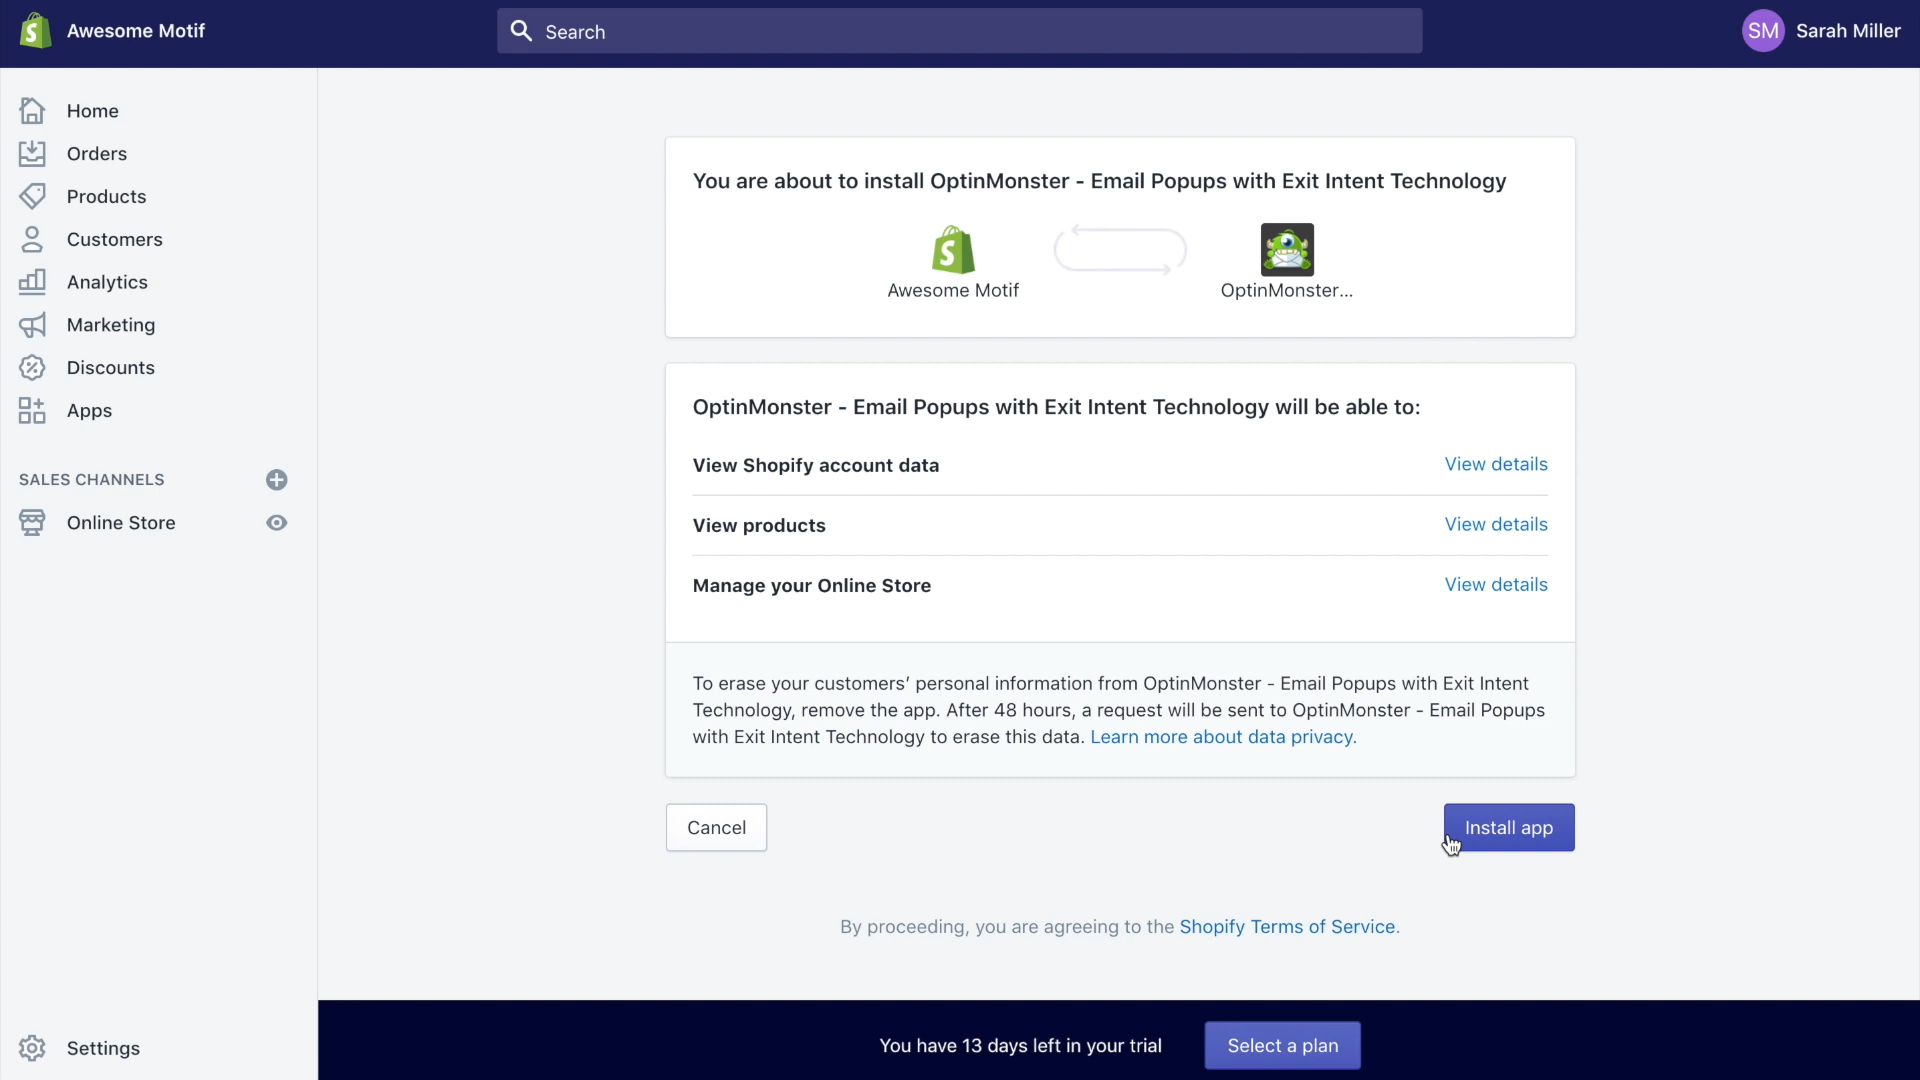 Awesome Motif
Search
SM
Sarah Miller
Home
Orders
Products
Customers
Analytics
Marketing
Discounts
Apps
SALES CHANNELS
Online Store
Settings
You are about to install OptinMonster - Email Popups with Exit Intent Technology
Awesome Motif
OptinMonster...
OptinMonster - Email Popups with Exit Intent Technology will be able to:
View Shopify account data
View details
View products
View details
Manage your Online Store
View details
To erase your customers’ personal information from OptinMonster - Email Popups with Exit Intent
Technology, remove the app. After 48 hours, a request will be sent to OptinMonster - Email Popups
with Exit Intent Technology to erase this data. Learn more about data privacy.
Cancel
Install app
By proceeding, you are agreeing to the Shopify Terms of Service.
You have 13 days left in your trial
Select a plan